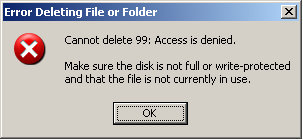 Error Deleting File or Folder
Cannot delete 99: Access is denied.
Make sure the disk is not full or write-protected
and that the file is not currently in use.
OK